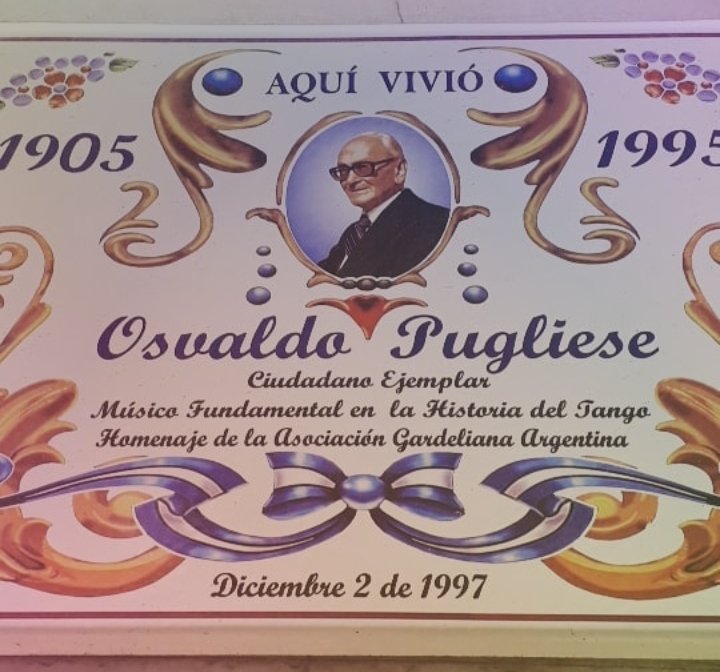 AQUÍ VIVIÓ
1905 1995
Osvaldo Pugliese
Ciudadano Ejemplar
Músico Fundamental en la Historia del Tango
Homenaje de la Asociación Gardeliana Argentina
Diciembre 2 de 1997